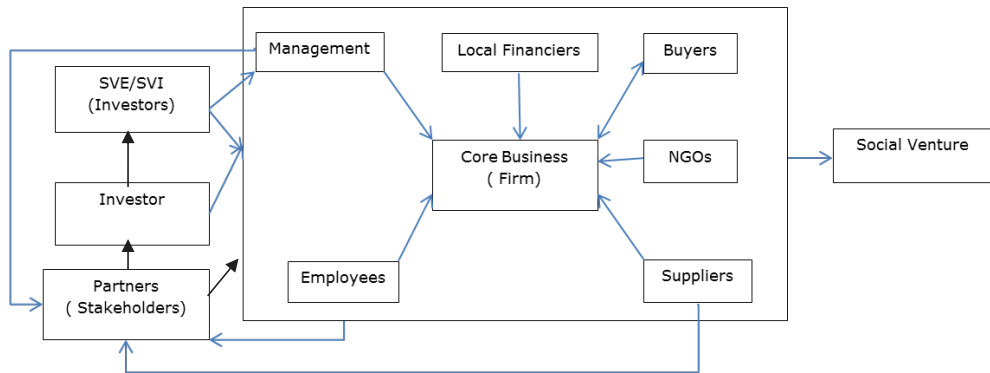 Management
Local Financiers
Buyers
SVE/SVI
(Investors)
Core Business
( Firm)
NGOs
Social Venture
Investor
Employees
Suppliers
Partners
( Stakeholders)